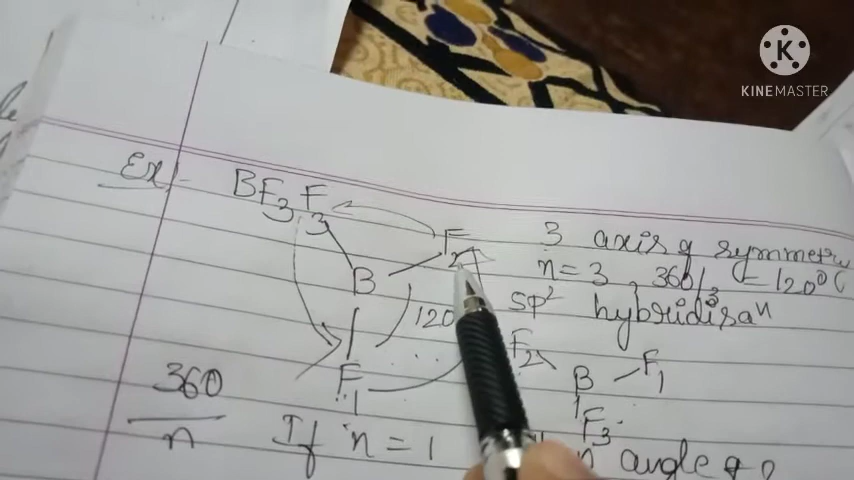 K
KINEMASTER
Ex:- BF3
F3
F2
B
120
F1
3 axis of symmetry
n=3, 360/3 = 120°C
SP² hybridisan
F2
B
F1
F3
360
n
If n = 1
angle